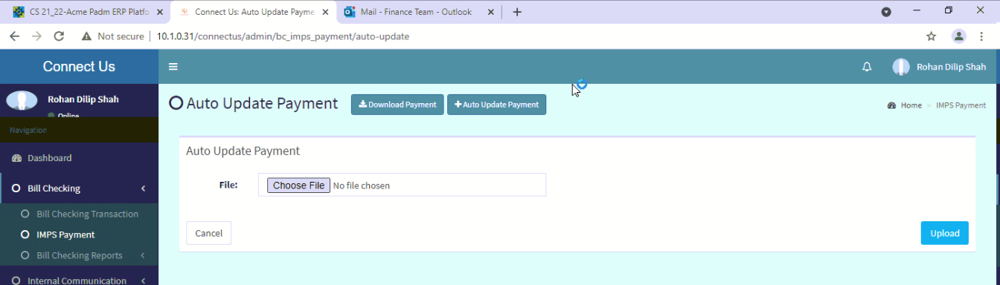 CS 21_22-Acme Padm ERP Platfo
Connect Us: Auto Update Payme
Mail - Finance Team - Outlook
Not secure
10.1.0.31/connectus/admin/bc_imps_payment/auto-update
Connect Us
Rohan Dilip Shah
Rohan Dilip Shah
Online
Auto Update Payment
Download Payment
+ Auto Update Payment
Home > IMPS Payment
Navigation
Dashboard
Bill Checking
Bill Checking Transaction
IMPS Payment
Bill Checking Reports
Internal Communication
Auto Update Payment
File:
Choose File No file chosen
Cancel
Upload